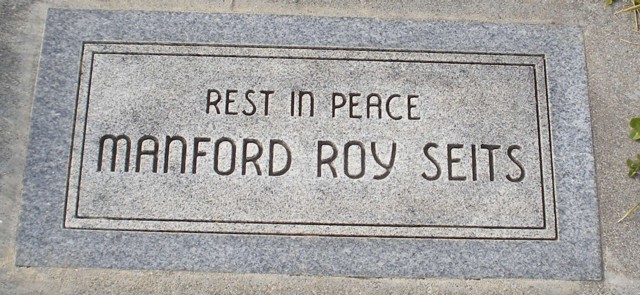 REST IN PEACE
MANFORD ROY SEITS